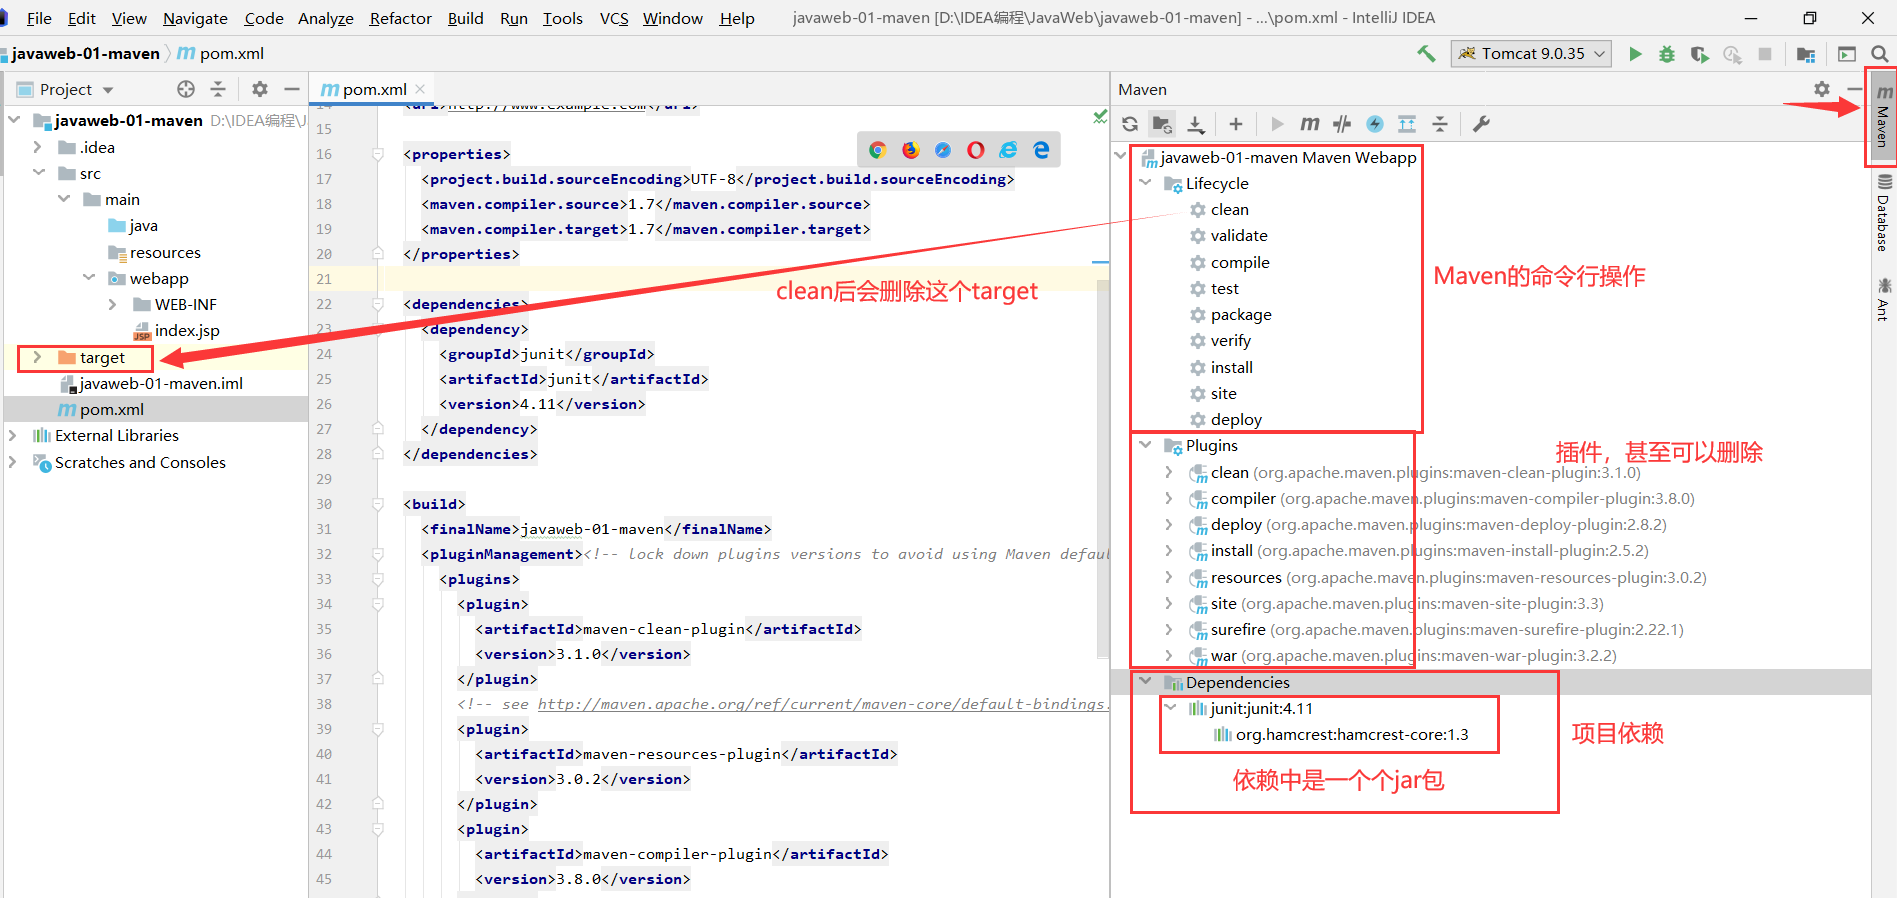 File Edit View Navigate Code Analyze Refactor Build Run Tools VCS Window Help javaweb-01-maven [D:\IDEA编程\JavaWeb\javaweb-01-maven] - ...\pom.xml - IntelliJ IDEA
javaweb-01-maven pom.xml Tomcat 9.0.35
Project
javaweb-01-maven D:\IDEA编程\J
.idea
src
main
java
resources
webapp
WEB-INF
index.jsp
target
javaweb-01-maven.iml
pom.xml
External Libraries
Scratches and Consoles
pom.xml
14 <url>http://www.example.com</url>
15
16 <properties>
17 <project.build.sourceEncoding>UTF-8</project.build.sourceEncoding>
18 <maven.compiler.source>1.7</maven.compiler.source>
19 <maven.compiler.target>1.7</maven.compiler.target>
20 </properties>
21
clean后会删除这个target
22 <dependencies>
23 <dependency>
24 <groupId>junit</groupId>
25 <artifactId>junit</artifactId>
26 <version>4.11</version>
27 </dependency>
28 </dependencies>
29
30 <build>
31 <finalName>javaweb-01-maven</finalName>
32 <pluginManagement><!-- lock down plugins versions to avoid using Maven defau
33 <plugins>
34 <plugin>
35 <artifactId>maven-clean-plugin</artifactId>
36 <version>3.1.0</version>
37 </plugin>
38 <!-- see http://maven.apache.org/ref/current/maven-core/default-bindings.
39 <plugin>
40 <artifactId>maven-resources-plugin</artifactId>
41 <version>3.0.2</version>
42 </plugin>
43 <plugin>
44 <artifactId>maven-compiler-plugin</artifactId>
45 <version>3.8.0</version>
Maven
javaweb-01-maven Maven Webapp
Lifecycle
clean
validate
compile
test
package
verify
install
site
deploy
Maven的命令行操作
Plugins
插件，甚至可以删除
clean (org.apache.maven.plugins:maven-clean-plugin:3.1.0)
compiler (org.apache.maven.plugins:maven-compiler-plugin:3.8.0)
deploy (org.apache.maven.plugins:maven-deploy-plugin:2.8.2)
install (org.apache.maven.plugins:maven-install-plugin:2.5.2)
resources (org.apache.maven.plugins:maven-resources-plugin:3.0.2)
site (org.apache.maven.plugins:maven-site-plugin:3.3)
surefire (org.apache.maven.plugins:maven-surefire-plugin:2.22.1)
war (org.apache.maven.plugins:maven-war-plugin:3.2.2)
Dependencies
junit:junit:4.11
org.hamcrest:hamcrest-core:1.3
项目依赖
依赖中是一个个jar包
Maven
Database
Ant